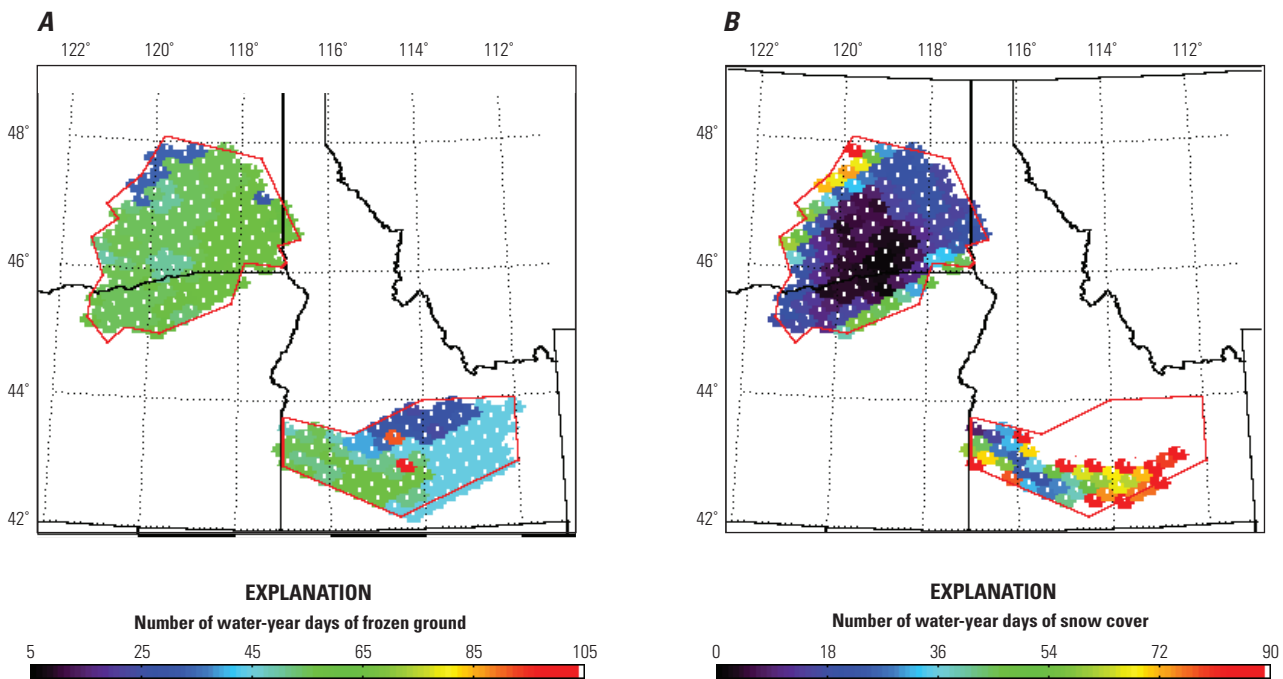 A
122° 120° 118° 116° 114° 112°
48°
46°
44°
42°
EXPLANATION
Number of water-year days of frozen ground
5 25 45 65 85 105
B
122° 120° 118° 116° 114° 112°
48°
46°
44°
42°
EXPLANATION
Number of water-year days of snow cover
0 18 36 54 72 90